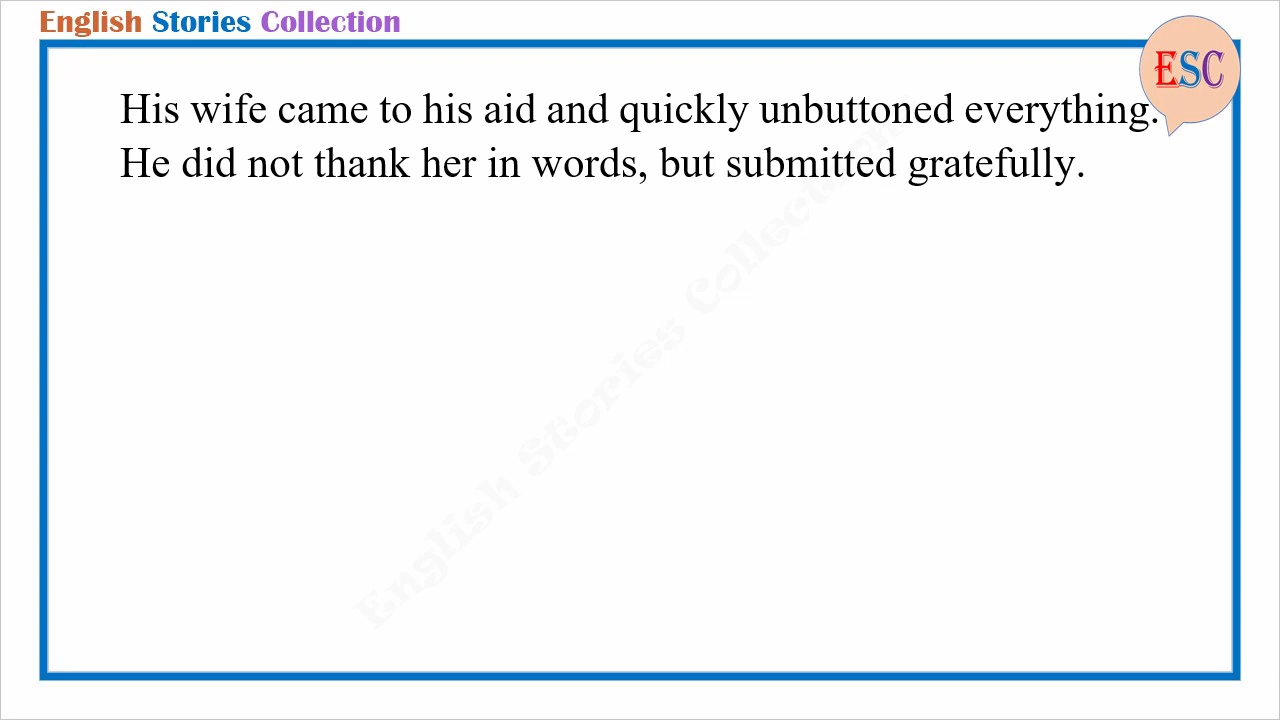 English Stories Collection
ESC
His wife came to his aid and quickly unbuttoned everything.
He did not thank her in words, but submitted gratefully.
English Stories Collections